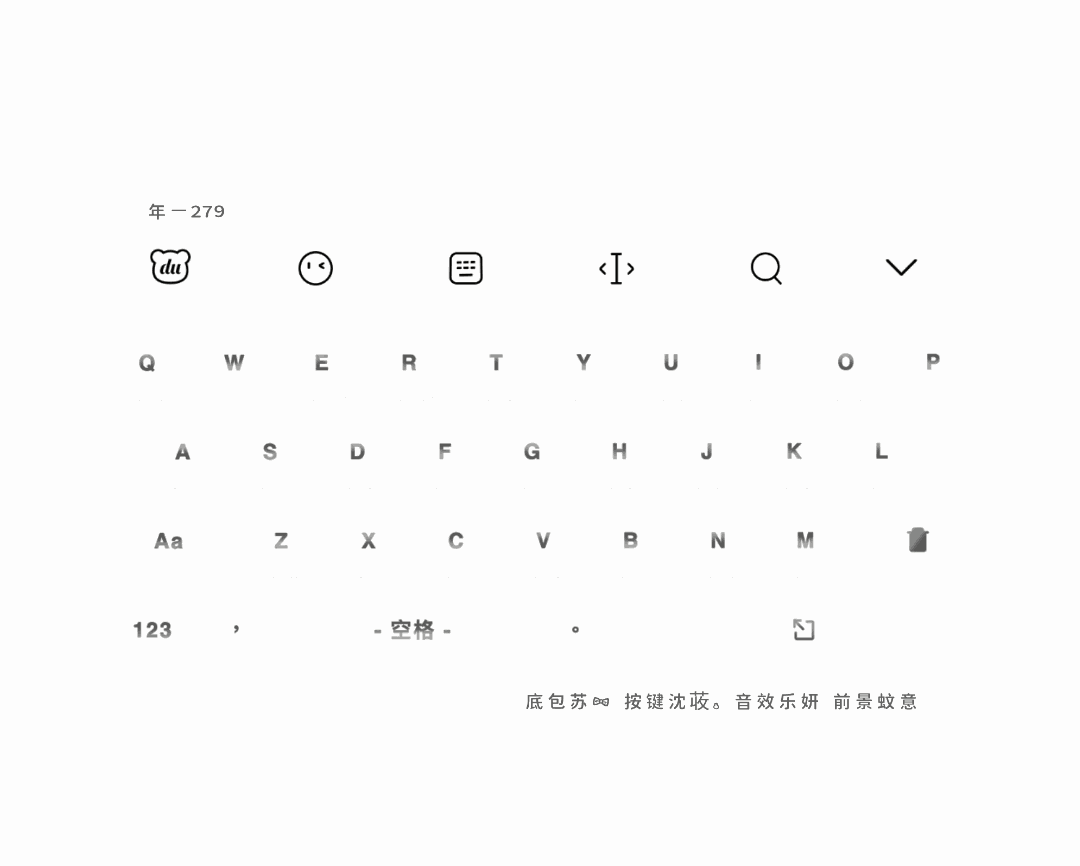 年一279
du
Q W E R T Y U I O P
A S D F G H J K L
Aa Z X C V B N M
123 , - 空格 - 。
底包苏 按键沈莜。音效乐妍 前景蚊意